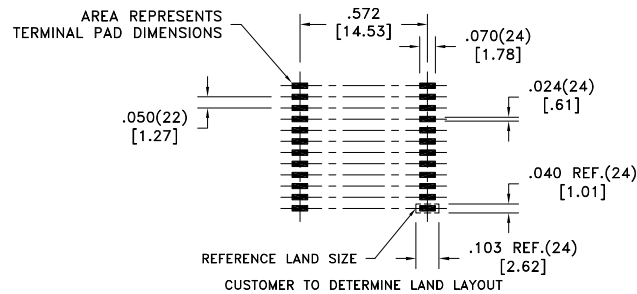 AREA REPRESENTS
TERMINAL PAD DIMENSIONS
.572
[14.53]
.070(24)
[1.78]
.050(22)
[1.27]
.024(24)
[.61]
.040 REF.(24)
[1.01]
REFERENCE LAND SIZE
.103 REF.(24)
[2.62]
CUSTOMER TO DETERMINE LAND LAYOUT